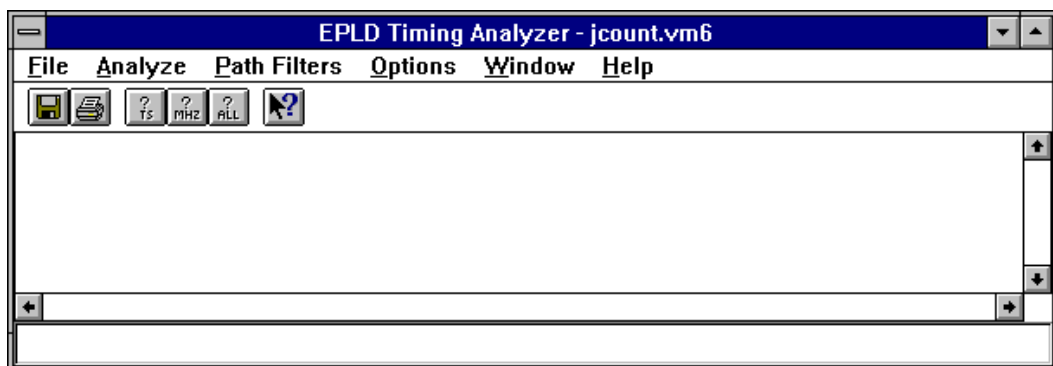 EPLD Timing Analyzer - jcount.vm6
File Analyze Path Filters Options Window Help
? TS ? MHZ ? ALL ?